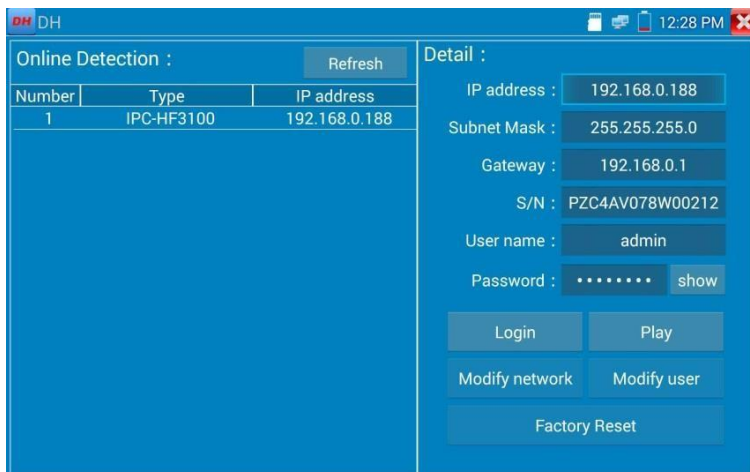 DH DH 12:28 PM
Online Detection : Refresh
Number Type IP address
1 IPC-HF3100 192.168.0.188
Detail :
IP address : 192.168.0.188
Subnet Mask : 255.255.255.0
Gateway : 192.168.0.1
S/N : PZC4AV078W00212
User name : admin
Password : •••••••• show
Login Play
Modify network Modify user
Factory Reset